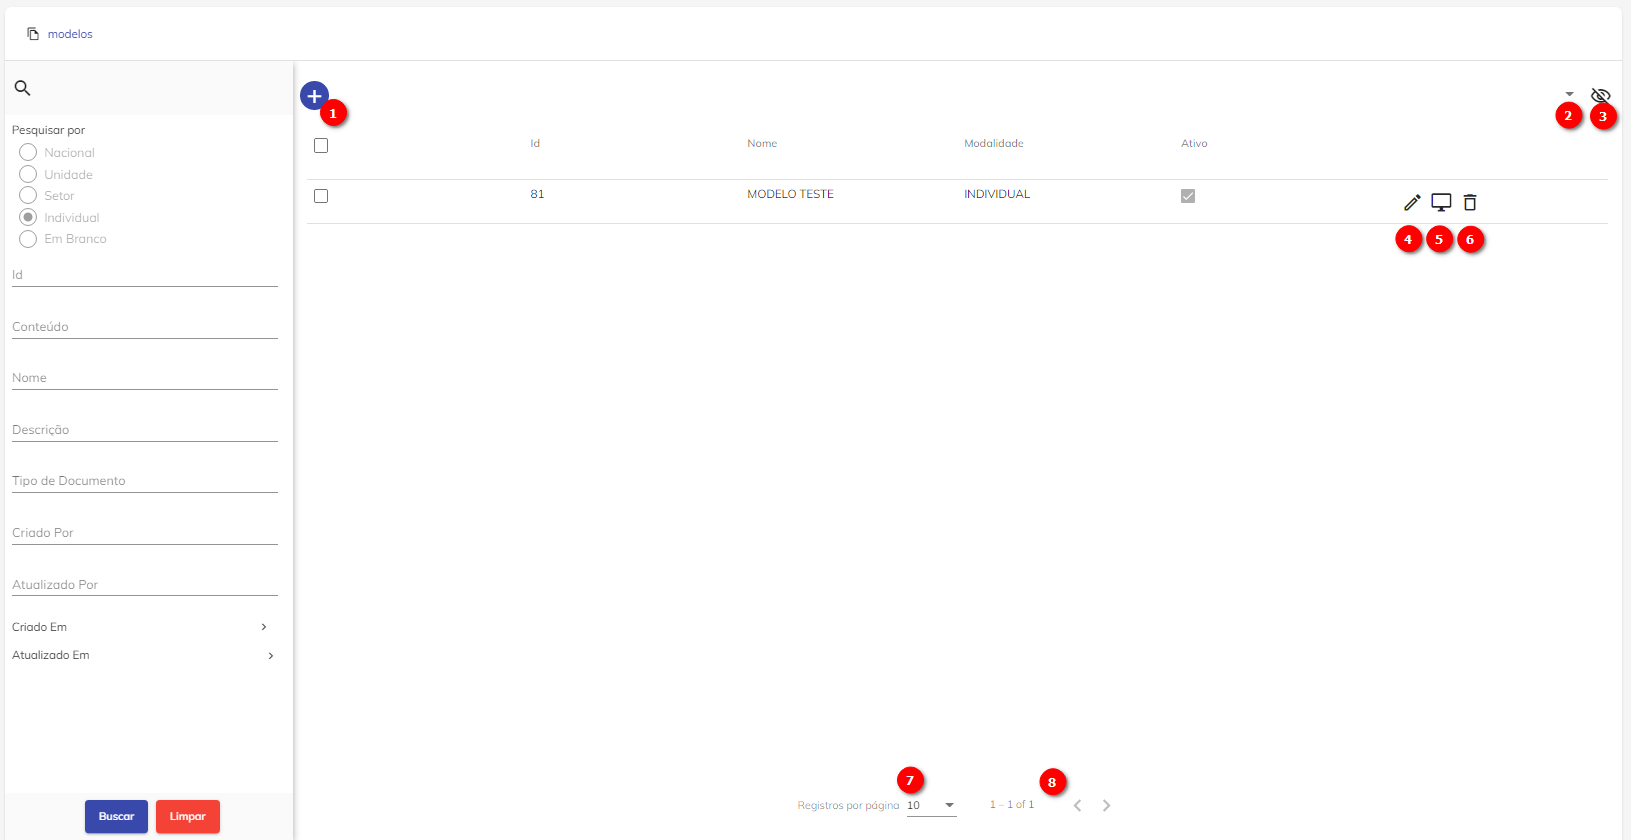 modelos
Pesquisar por
Nacional
Unidade
Setor
Individual
Em Branco
Id
Conteúdo
Nome
Descrição
Tipo de Documento
Criado Por
Atualizado Por
Criado Em
Atualizado Em
Buscar Limpar
1
2 3
Id Nome Modalidade Ativo
81 MODELO TESTE INDIVIDUAL
4 5 6
7 8
Registros por página 10 1 – 1 of 1